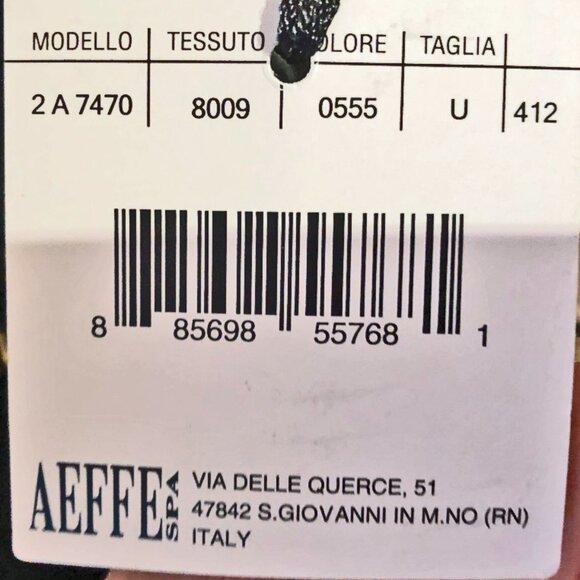 MODELLO TESSUTO COLORE TAGLIA
2 A 7470 8009 0555 U 412
8 85698 55768 1
AEFFE SPA
VIA DELLE QUERCE, 51
47842 S.GIOVANNI IN M.NO (RN)
ITALY